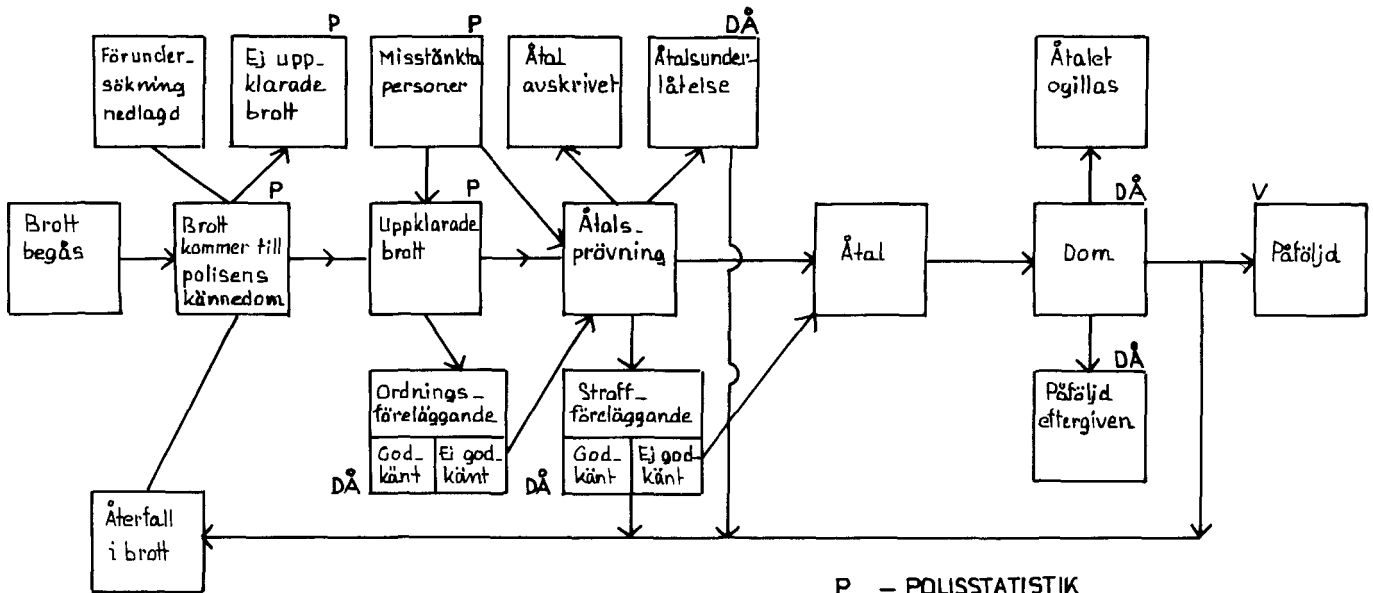 P
P
DÅ
Förunder_
sökning
nedlagd
Ej upp_
klarade
brott
Misstänkta
personer
Åtal
avskrivet
Åtalsunder_
låtelse
Åtalet
ogillas
P
P
DÅ
V
Brott
begås
Brott
kommer till
polisens
kännedom
Uppklarade
brott
Åtals_
prövning
Åtal
Dom
Påföljd
DÅ
Ordnings_
föreläggande
God_
känt
Ej god_
känt
DÅ
Straff_
föreläggande
God_
känt
Ej god_
känt
DÅ
Påföljd
eftergiven
Återfall
i brott
P – POLISSTATISTIK